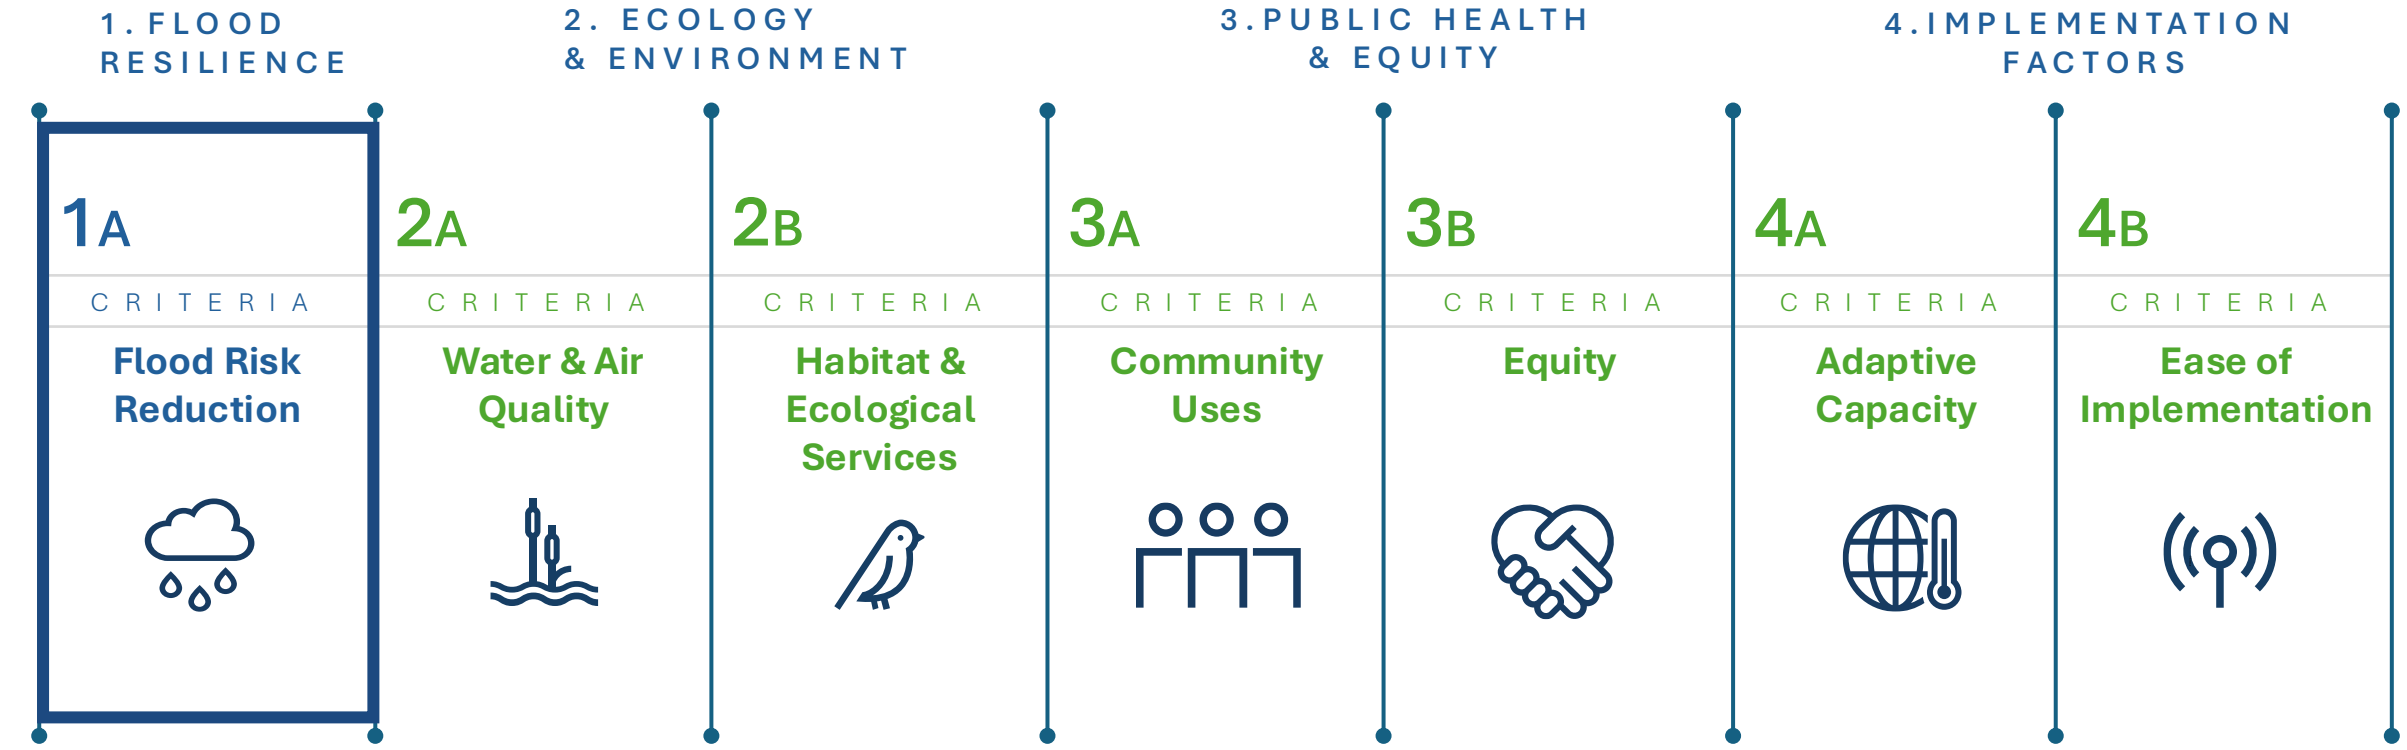 1. FLOOD
RESILIENCE
2. ECOLOGY
& ENVIRONMENT
3.PUBLIC HEALTH
& EQUITY
4.IMPLEMENTATION
FACTORS
1A
CRITERIA
Flood Risk
Reduction
2A
CRITERIA
Water & Air
Quality
2B
CRITERIA
Habitat &
Ecological
Services
3A
CRITERIA
Community
Uses
3B
CRITERIA
Equity
4A
CRITERIA
Adaptive
Capacity
4B
CRITERIA
Ease of
Implementation